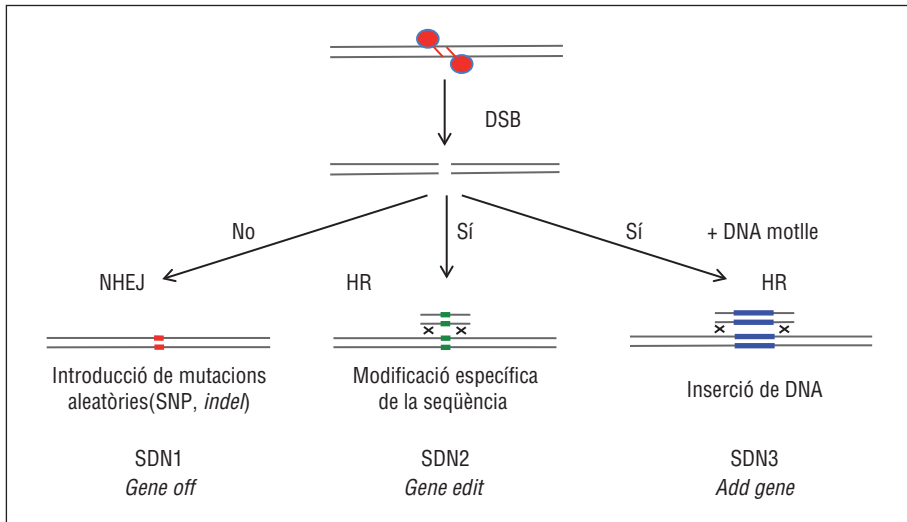 DSB
No
Sí
Sí
+ DNA motlle
NHEJ
HR
HR
Introducció de mutacions
aleatòries(SNP, indel)
Modificació específica
de la seqüència
Inserció de DNA
SDN1
Gene off
SDN2
Gene edit
SDN3
Add gene